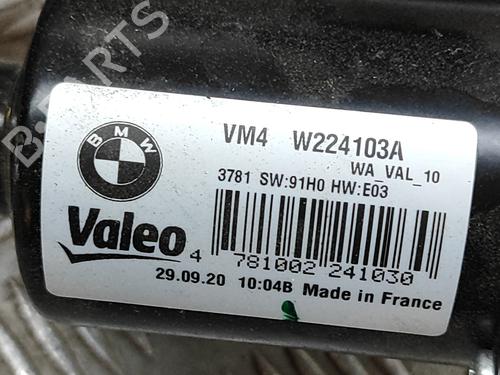 B-PARTS
BMW
VM4 W224103A
WA_VAL_10
3781 SW:91H0 HW:E03
Valeo
4 781002 241030
29.09.20 10:04B Made in France